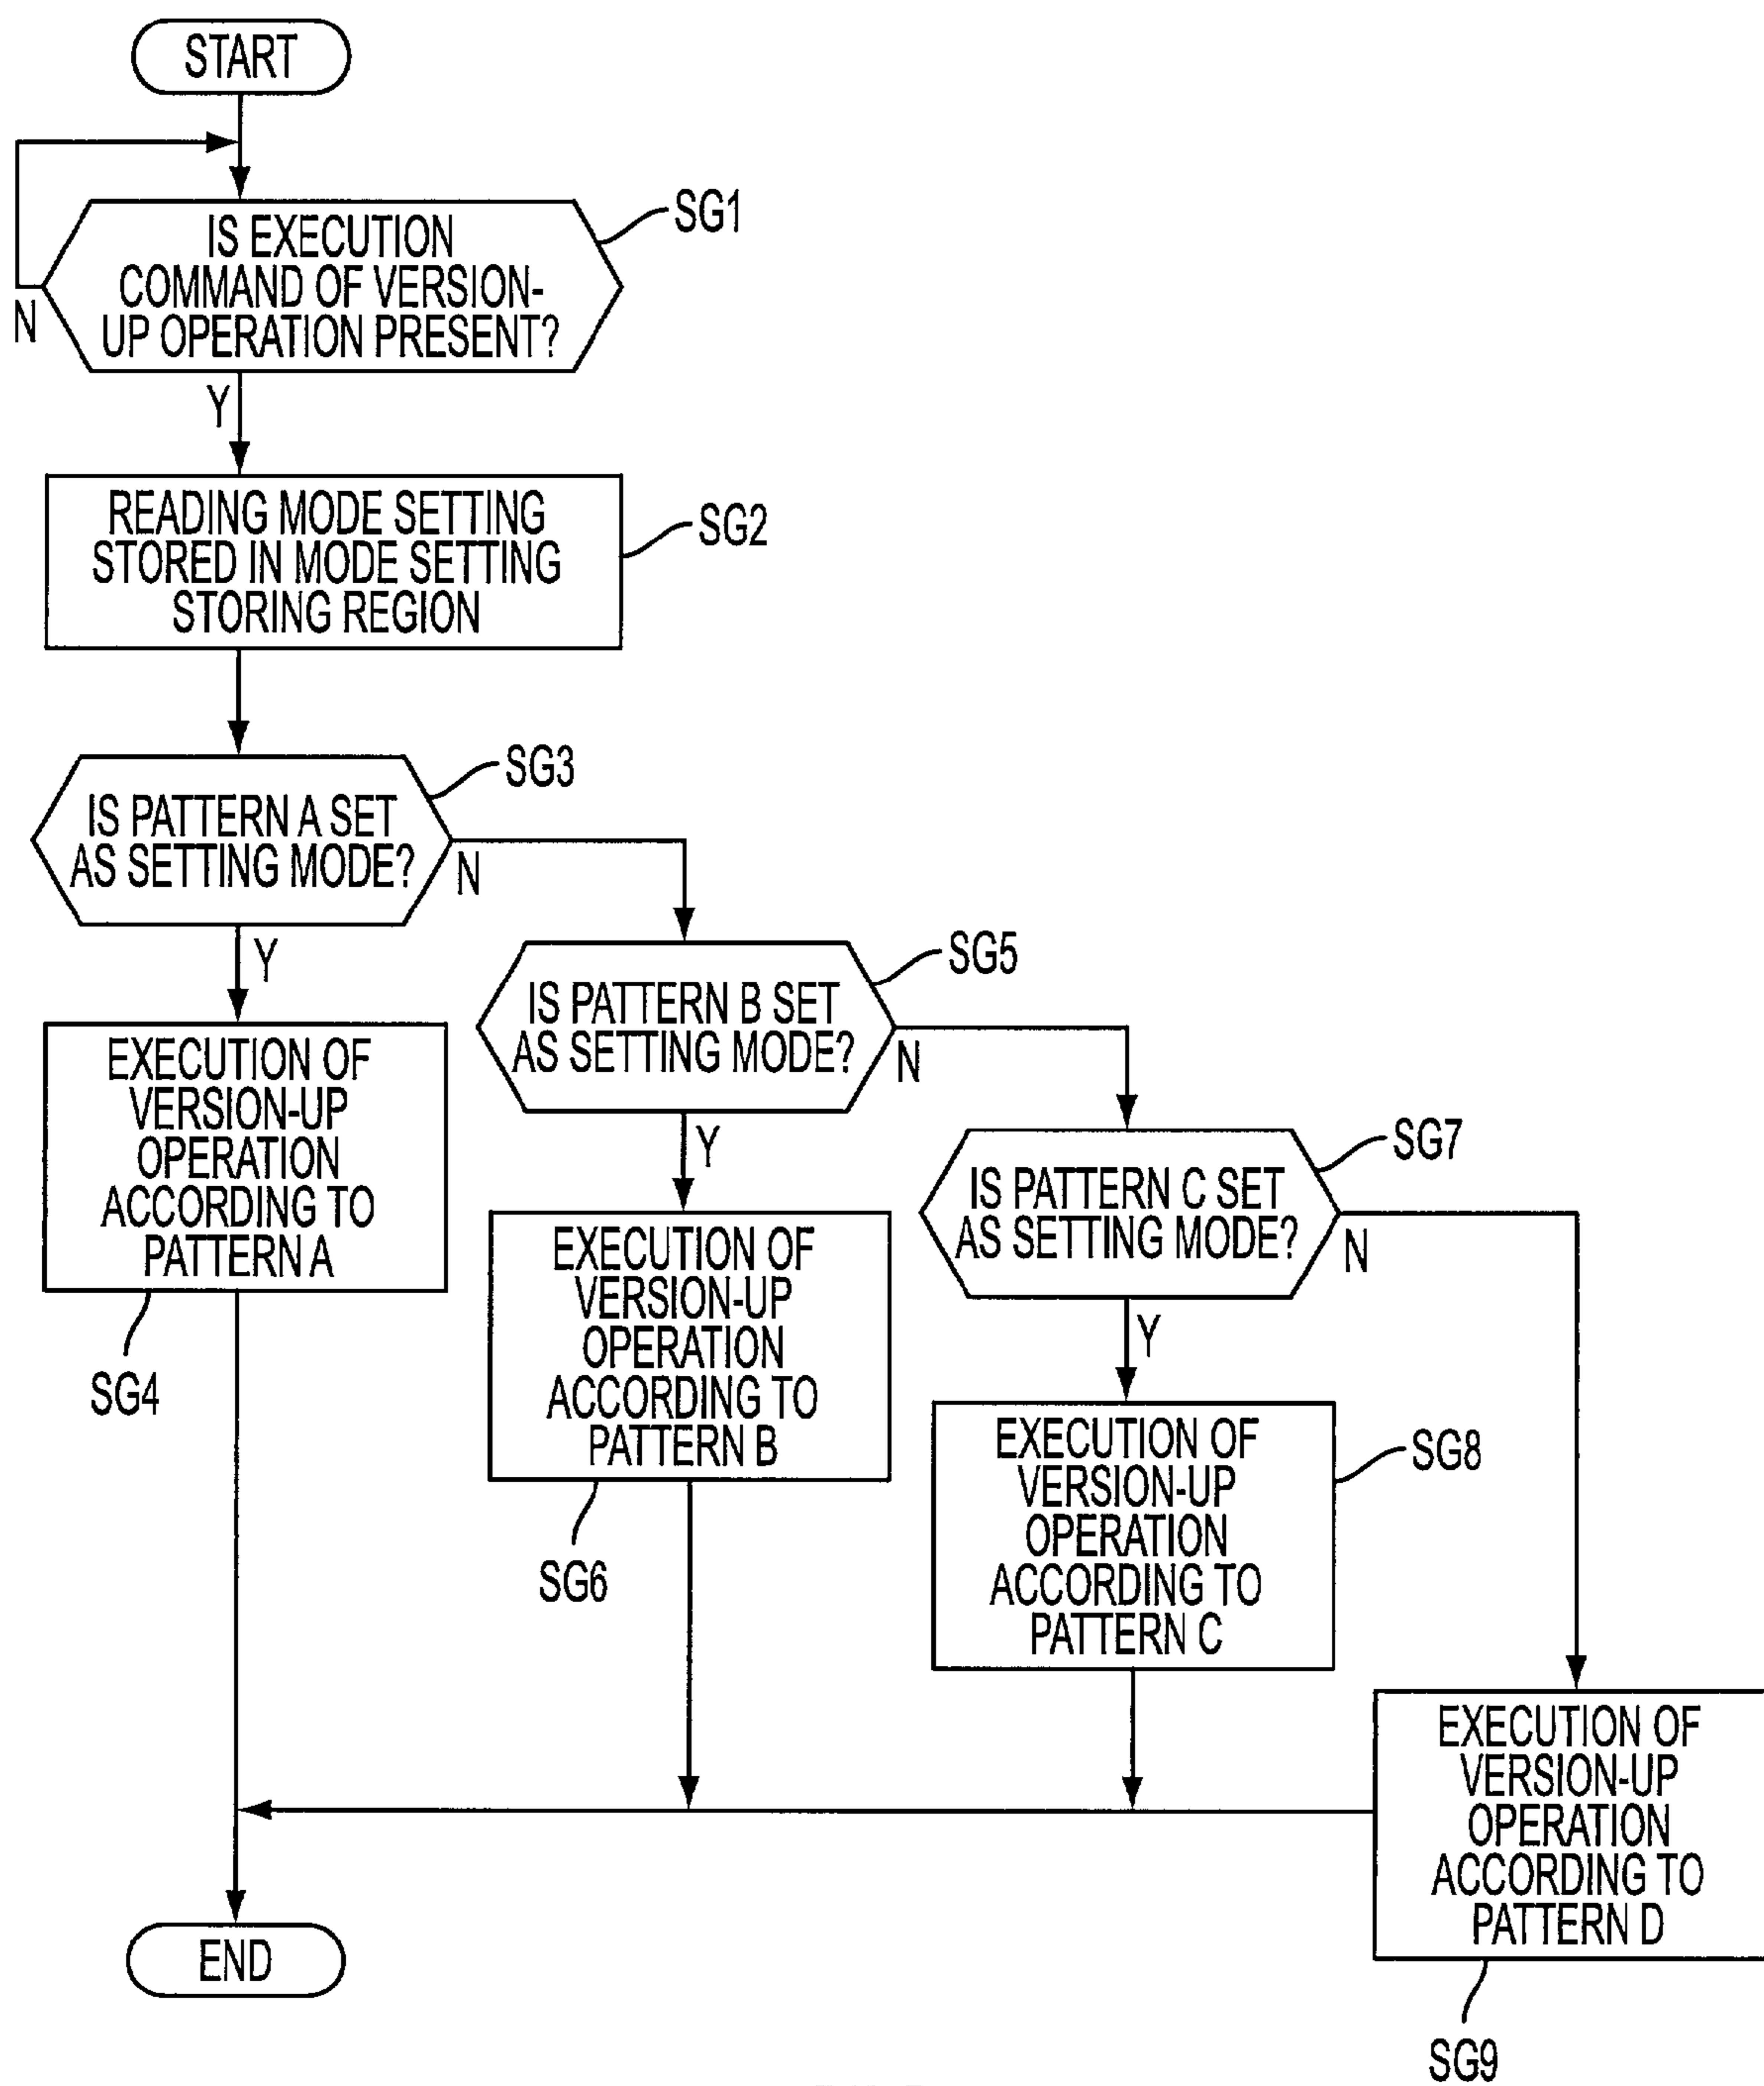 START
SG1
IS EXECUTION
COMMAND OF VERSION-
UP OPERATION PRESENT?
N
Y
READING MODE SETTING
STORED IN MODE SETTING
STORING REGION
SG2
SG3
IS PATTERN A SET
AS SETTING MODE?
N
Y
SG5
IS PATTERN B SET
AS SETTING MODE?
N
Y
EXECUTION OF
VERSION-UP
OPERATION
ACCORDING TO
PATTERN A
SG4
SG7
IS PATTERN C SET
AS SETTING MODE?
N
Y
EXECUTION OF
VERSION-UP
OPERATION
ACCORDING TO
PATTERN B
SG6
EXECUTION OF
VERSION-UP
OPERATION
ACCORDING TO
PATTERN C
SG8
EXECUTION OF
VERSION-UP
OPERATION
ACCORDING TO
PATTERN D
SG9
END